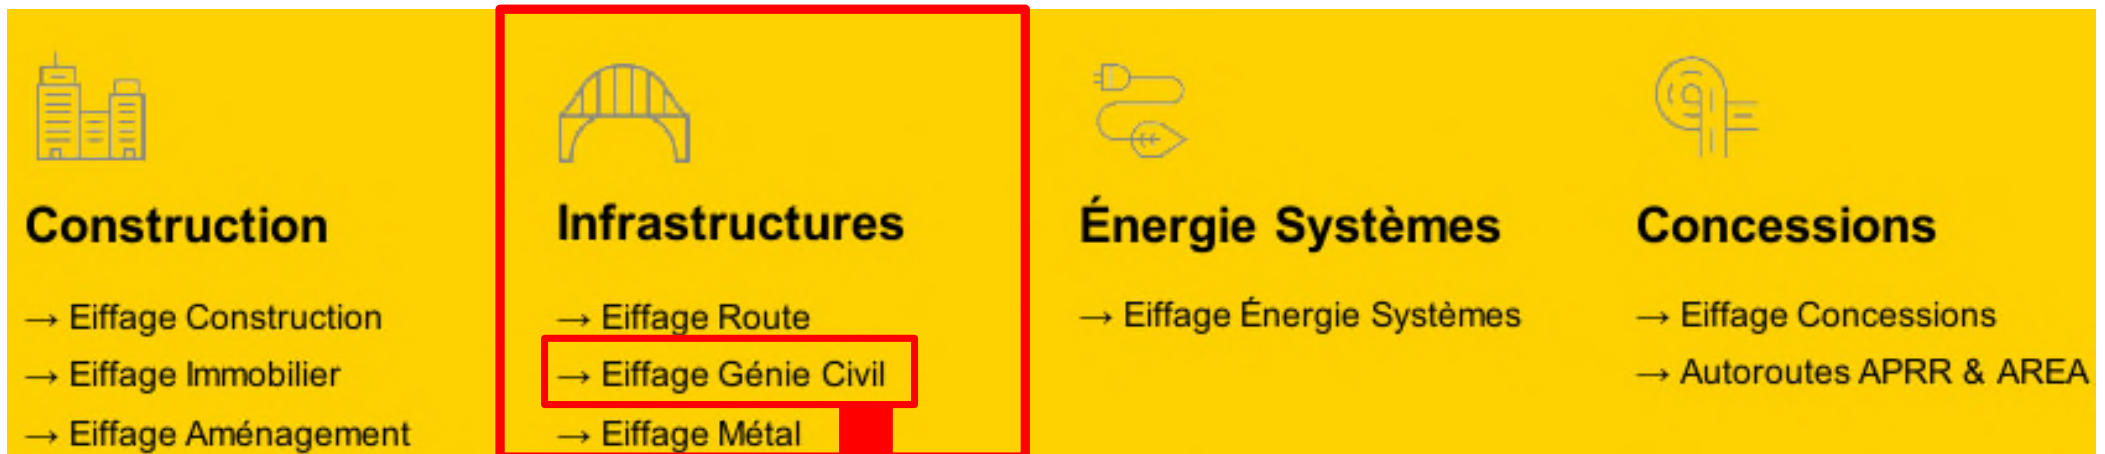 Construction
→ Eiffage Construction
→ Eiffage Immobilier
→ Eiffage Aménagement
Infrastructures
→ Eiffage Route
→ Eiffage Génie Civil
→ Eiffage Métal
Énergie Systèmes
→ Eiffage Énergie Systèmes
Concessions
→ Eiffage Concessions
→ Autoroutes APRR & AREA